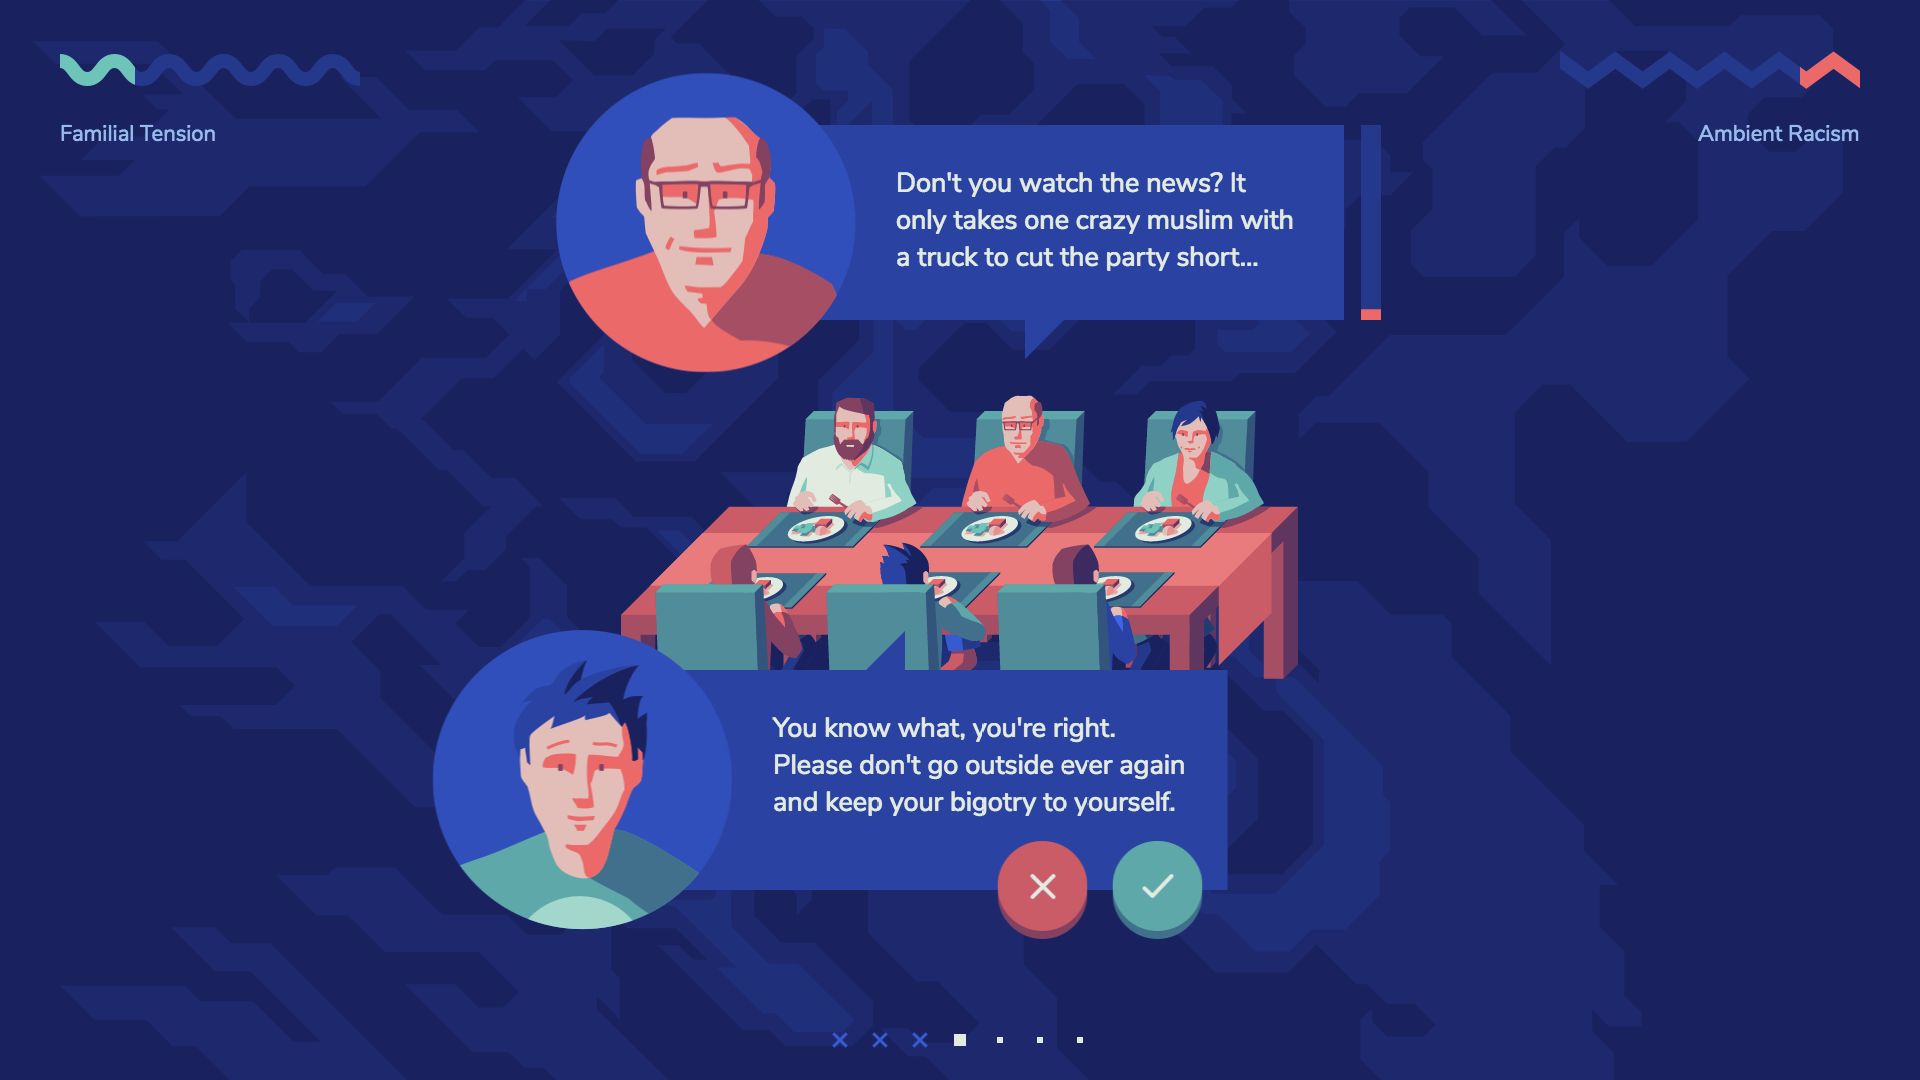 Familial Tension
Ambient Racism
Don't you watch the news? It
only takes one crazy muslim with
a truck to cut the party short...
You know what, you're right.
Please don't go outside ever again
and keep your bigotry to yourself.